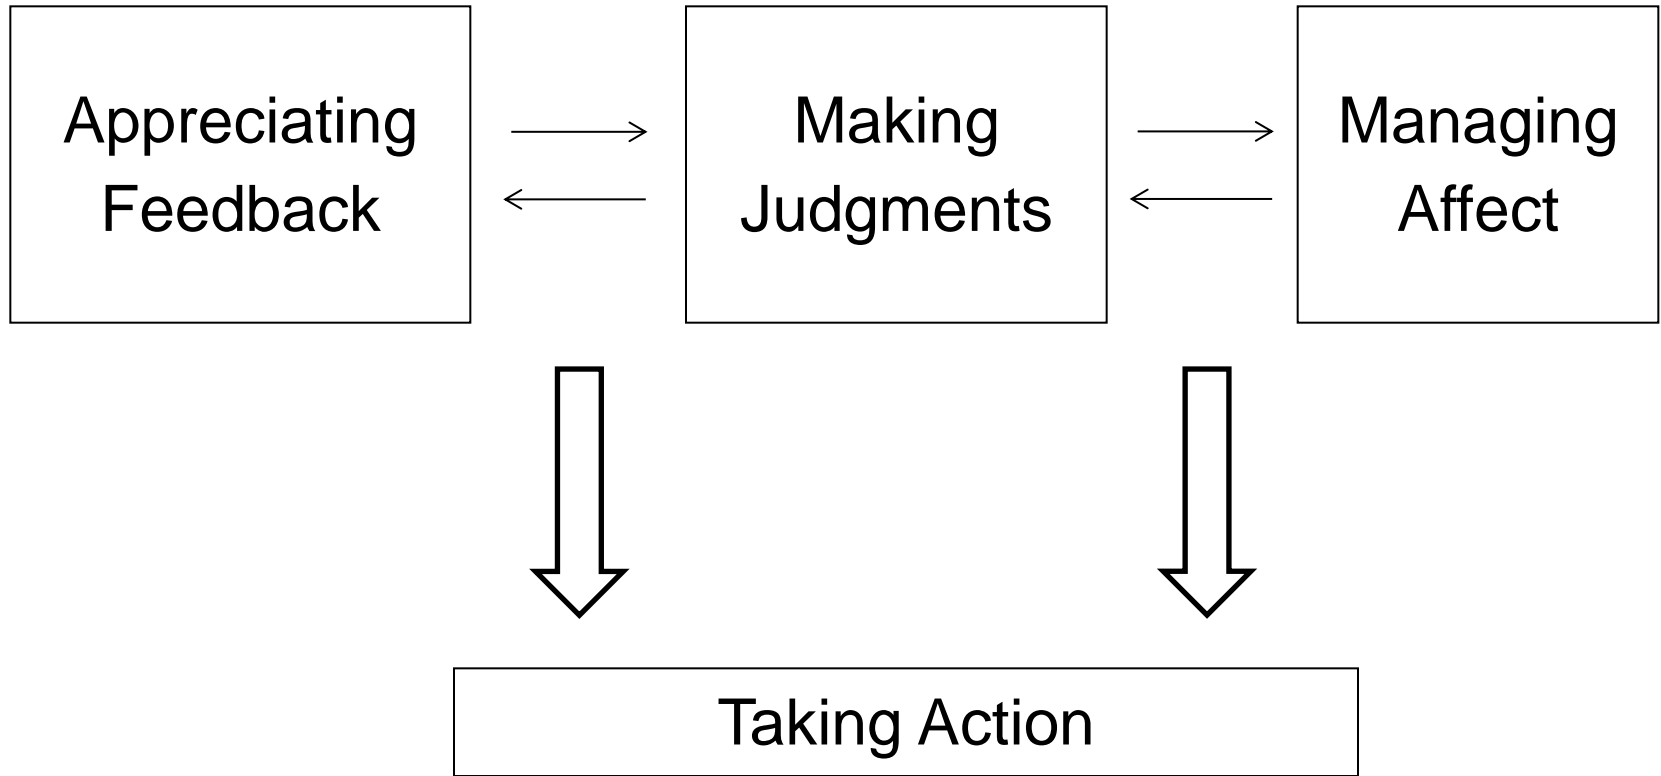 Appreciating
Feedback
Making
Judgments
Managing
Affect
Taking Action